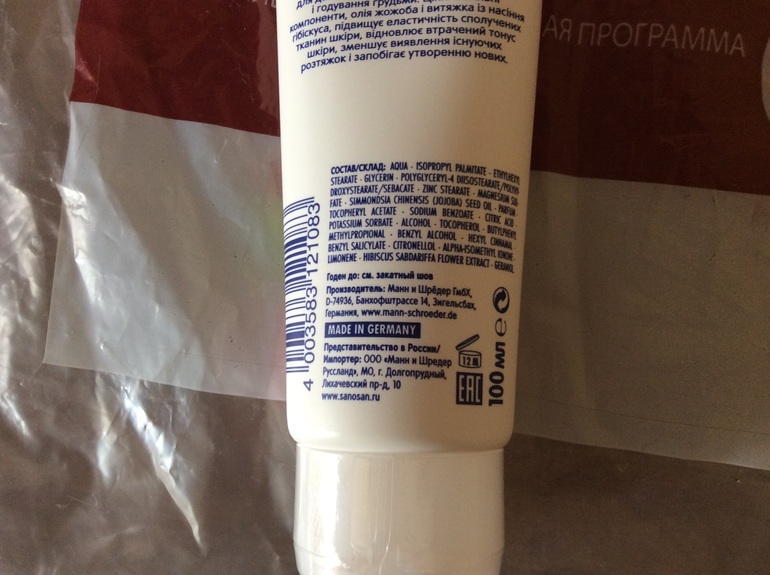 і годування груддьми.
компоненти, олія жожоба і витяжка із насіння
гібіскуса, підвищує еластичність сполучених
тканин шкіри, відновлює втрачений тонус
шкіри, зменшує виявлення існуючих
розтяжок і запобігає утворенню нових.
АЯ ПРОГРАММА
СОСТАВ/СКЛАД: AQUA · ISOPROPYL PALMITATE · ETHYLHEXYL
STEARATE · GLYCERIN · POLYGLYCERYL-4 DIISOSTEARATE/POLYHY
DROXYSTEARATE/SEBACATE · ZINC STEARATE · MAGNESIUM SUL-
FATE · SIMMONDSIA CHINENSIS (JOJOBA) SEED OIL · PARFUM ·
TOCOPHERYL ACETATE · SODIUM BENZOATE · CITRIC ACID ·
POTASSIUM SORBATE · ALCOHOL · TOCOPHEROL · BUTYLPHENYL
METHYLPROPIONAL · BENZYL ALCOHOL · HEXYL CINNAMAL ·
BENZYL SALICYLATE · CITRONELLOL · ALPHA-ISOMETHYL IONONE ·
LIMONENE · HIBISCUS SABDARIFFA FLOWER EXTRACT · GERANIOL
Годен до: см. закатный шов
Производитель: Манн и Шрёдер ГмбХ,
D-74936, Банхофштрассе 14, Зигельсбах,
Германия, www.mann-schroeder.de
MADE IN GERMANY
Представительство в России/
Импортер: ООО «Манн и Шредер
Руссланд», МО, г. Долгопрудный,
Лихачевский пр-д, 10
www.sanosan.ru
4 003583 121083
12 M
EAC
100 мл e